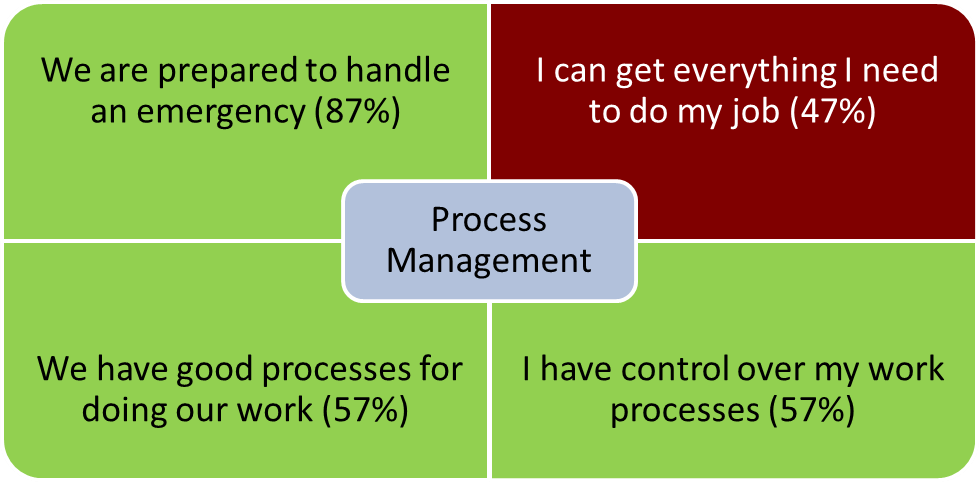 We are prepared to handle
an emergency (87%)
I can get everything I need
to do my job (47%)
Process
Management
We have good processes for
doing our work (57%)
I have control over my work
processes (57%)